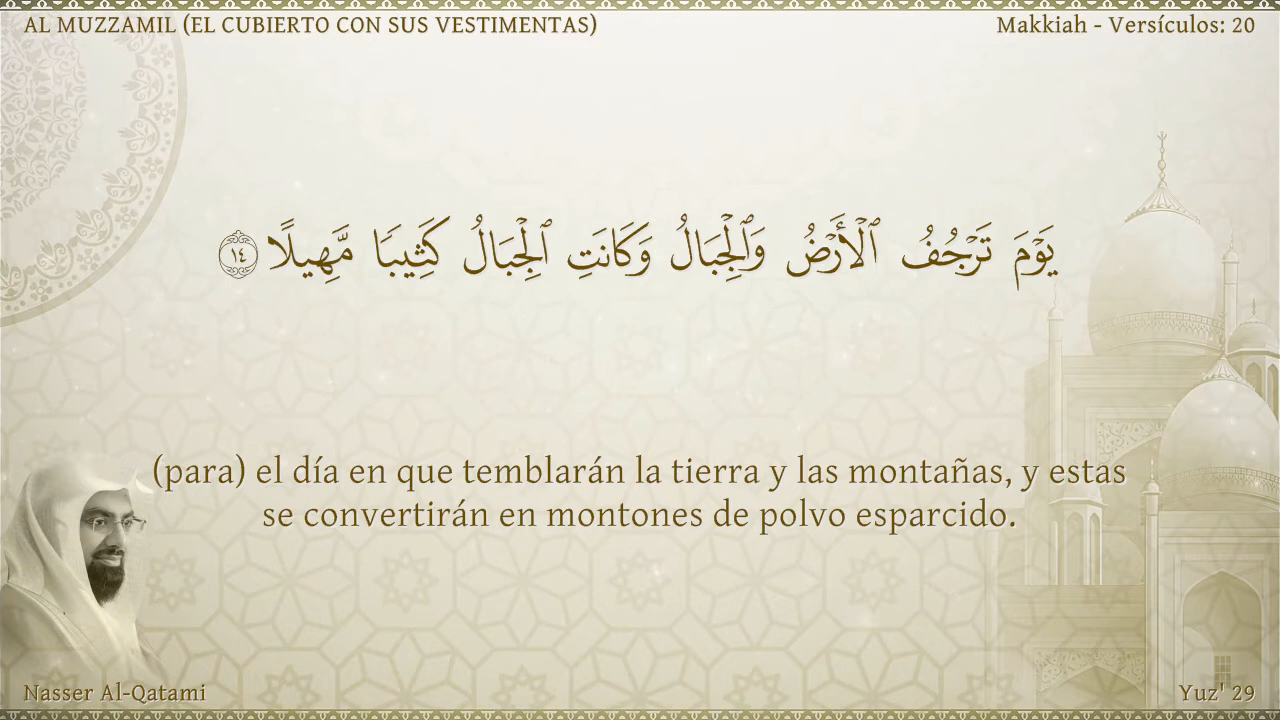 AL MUZZAMIL (EL CUBIERTO CON SUS VESTIMENTAS)
Makkiah - Versículos: 20
يَوْمَ تَرْجُفُ ٱلْأَرْضُ وَٱلْجِبَالُ وَكَانَتِ ٱلْجِبَالُ كَثِيبًا مَّهِيلًا ١٤
(para) el día en que temblarán la tierra y las montañas, y estas
se convertirán en montones de polvo esparcido.
Nasser Al-Qatami
Yuz' 29